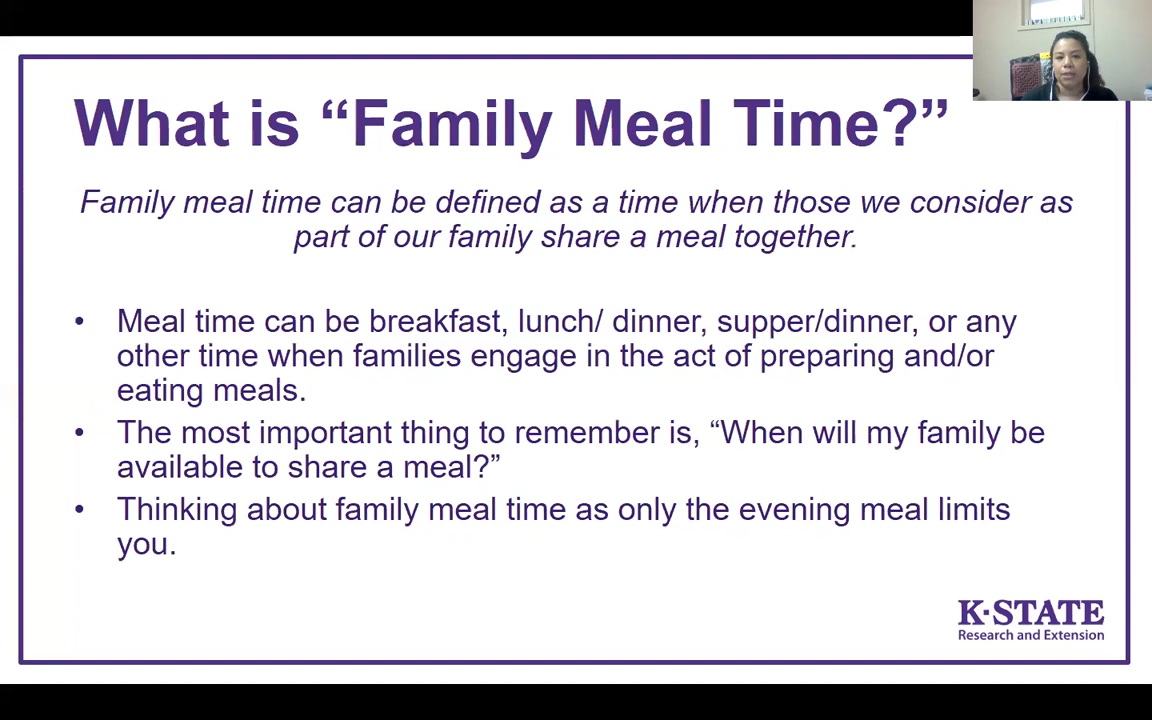 What is “Family Meal Time?”
Family meal time can be defined as a time when those we consider as
part of our family share a meal together.
• Meal time can be breakfast, lunch/ dinner, supper/dinner, or any
other time when families engage in the act of preparing and/or
eating meals.
• The most important thing to remember is, “When will my family be
available to share a meal?”
• Thinking about family meal time as only the evening meal limits
you.
K·STATE
Research and Extension